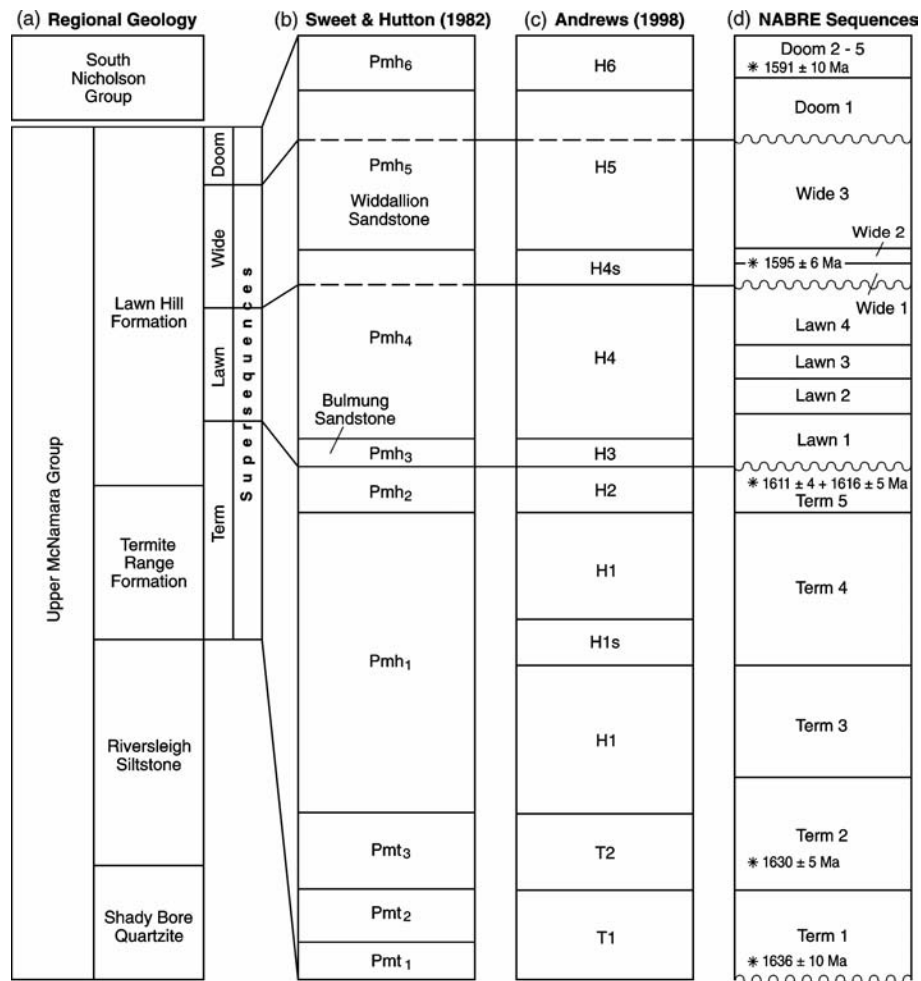 (a) Regional Geology
South
Nicholson
Group
Upper McNamara Group
Lawn Hill
Formation
Termite
Range
Formation
Riversleigh
Siltstone
Shady Bore
Quartzite
Doom
Wide
Lawn
Term
Supersequences
(b) Sweet & Hutton (1982)
Pmh₆
Pmh₅
Widdallion
Sandstone
Pmh₄
Bulmung
Sandstone
Pmh₃
Pmh₂
Pmh₁
Pmt₃
Pmt₂
Pmt₁
(c) Andrews (1998)
H6
H5
H4s
H4
H3
H2
H1
H1s
H1
T2
T1
(d) NABRE Sequences
Doom 2 - 5
* 1591 ± 10 Ma
Doom 1
Wide 3
Wide 2
* 1595 ± 6 Ma
Wide 1
Lawn 4
Lawn 3
Lawn 2
Lawn 1
* 1611 ± 4 + 1616 ± 5 Ma
Term 5
Term 4
Term 3
Term 2
* 1630 ± 5 Ma
Term 1
* 1636 ± 10 Ma